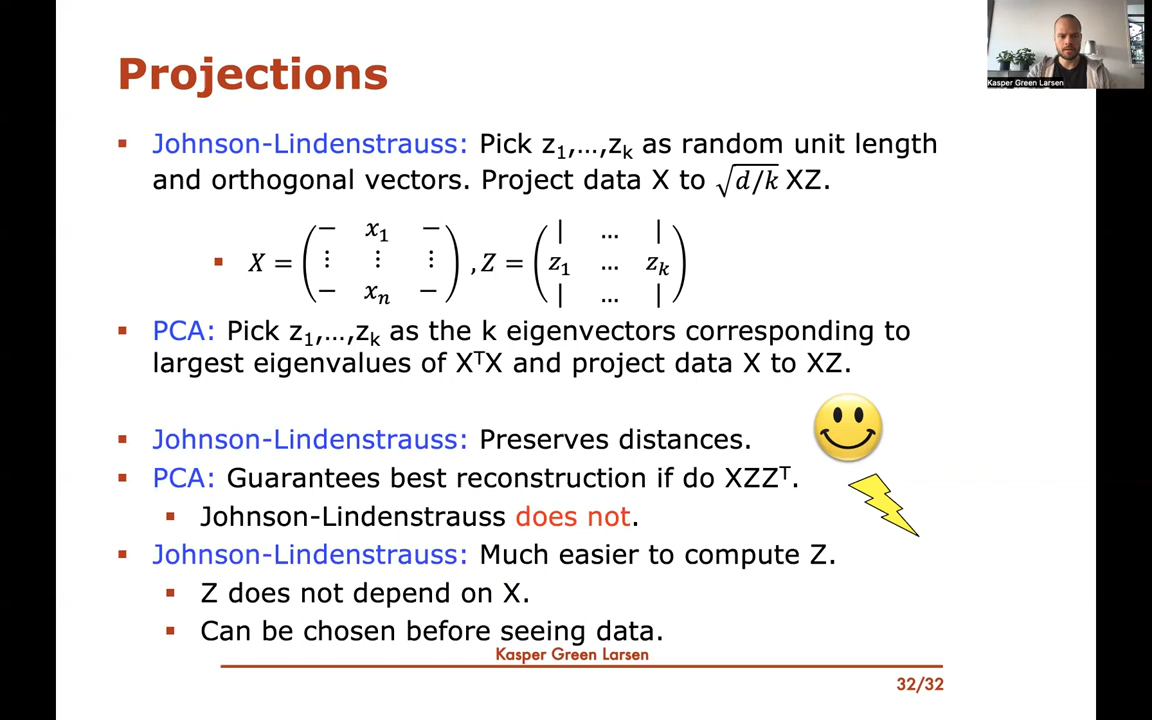 Projections
Kasper Green Larsen
▪ Johnson-Lindenstrauss: Pick z₁,…,zₖ as random unit length
and orthogonal vectors. Project data X to √(d/k) XZ.
▪ X = (− x₁ − ⋮ ⋮ ⋮ − xₙ −), Z = (| … | z₁ … zₖ | … |)
▪ PCA: Pick z₁,…,zₖ as the k eigenvectors corresponding to
largest eigenvalues of XᵀX and project data X to XZ.
▪ Johnson-Lindenstrauss: Preserves distances.
▪ PCA: Guarantees best reconstruction if do XZZᵀ.
▪ Johnson-Lindenstrauss does not.
▪ Johnson-Lindenstrauss: Much easier to compute Z.
▪ Z does not depend on X.
▪ Can be chosen before seeing data.
Kasper Green Larsen
32/32